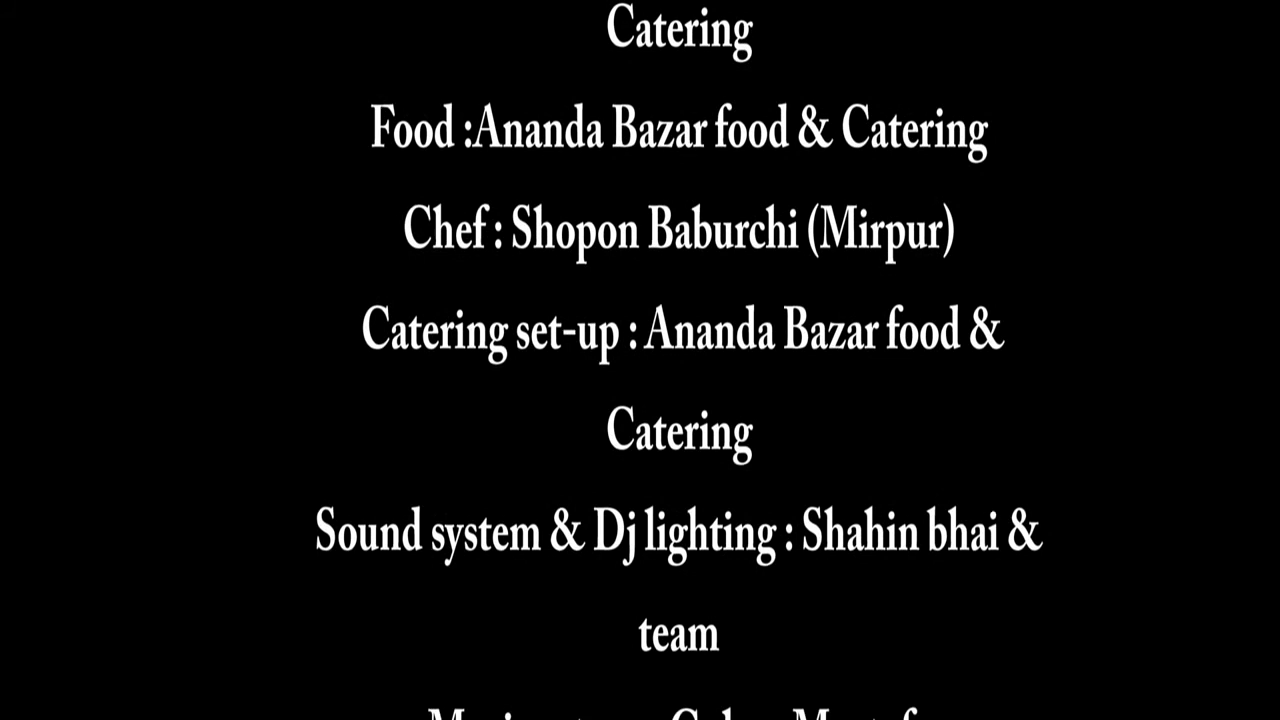 Catering
Food :Ananda Bazar food & Catering
Chef : Shopon Baburchi (Mirpur)
Catering set-up : Ananda Bazar food &
Catering
Sound system & Dj lighting : Shahin bhai &
team